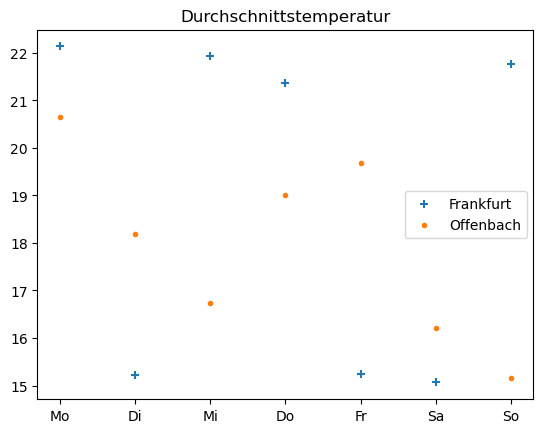 Durchschnittstemperatur
22
21
20
19
18
17
16
15
Frankfurt
Offenbach
Mo Di Mi Do Fr Sa So